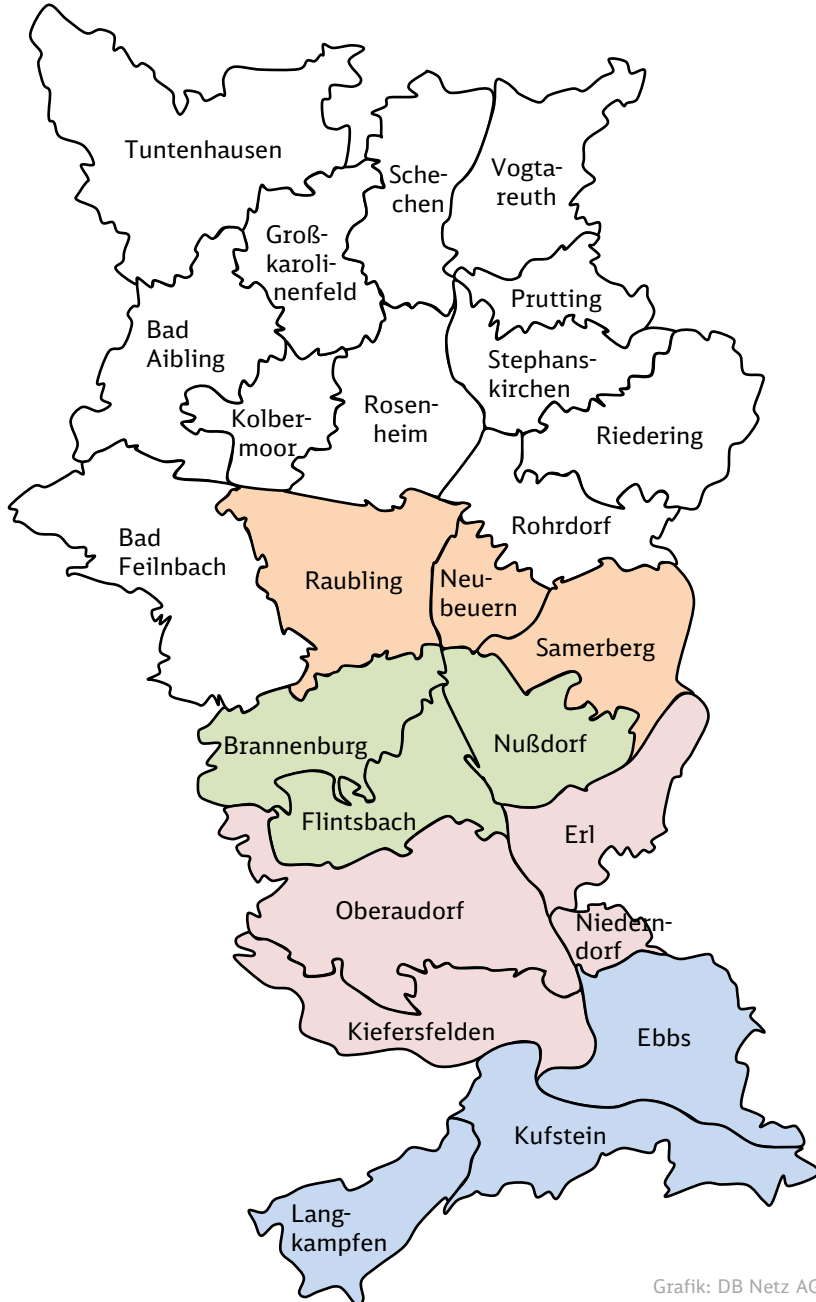 Tuntenhausen
Sche-
chen
Vogta-
reuth
Groß-
karoli-
nenfeld
Prutting
Bad
Aibling
Stephans-
kirchen
Kolber-
moor
Rosen-
heim
Riedering
Bad
Feilnbach
Rohrdorf
Raubling
Neu-
beuern
Samerberg
Brannenburg
Nußdorf
Flintsbach
Erl
Oberaudorf
Niedern-
dorf
Kiefersfelden
Ebbs
Kufstein
Lang-
kampfen
Grafik: DB Netz AG